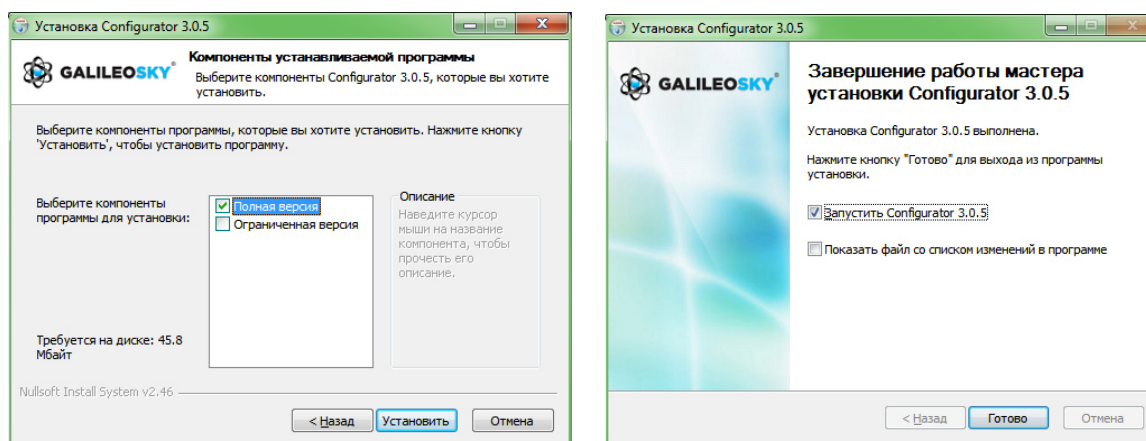 Установка Configurator 3.0.5
GALILEOSKY®
Компоненты устанавливаемой программы
Выберите компоненты Configurator 3.0.5, которые вы хотите
установить.
Выберите компоненты программы, которые вы хотите установить. Нажмите кнопку
'Установить', чтобы установить программу.
Выберите компоненты
программы для установки:
Полная версия
Ограниченная версия
Описание
Наведите курсор
мыши на название
компонента, чтобы
прочесть его
описание.
Требуется на диске: 45.8
Мбайт
Nullsoft Install System v2.46
< Назад
Установить
Отмена
Установка Configurator 3.0.5
GALILEOSKY®
Завершение работы мастера
установки Configurator 3.0.5
Установка Configurator 3.0.5 выполнена.
Нажмите кнопку "Готово" для выхода из программы
установки.
Запустить Configurator 3.0.5
Показать файл со списком изменений в программе
< Назад
Готово
Отмена